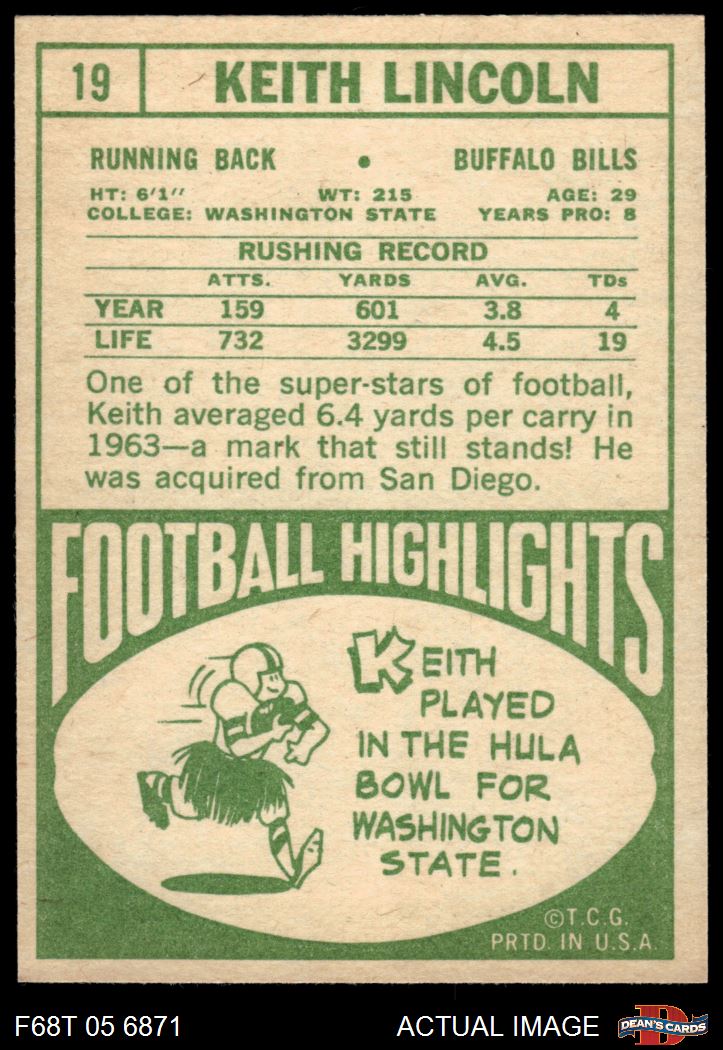 19 KEITH LINCOLN
RUNNING BACK • BUFFALO BILLS
HT: 6'1" WT: 215 AGE: 29
COLLEGE: WASHINGTON STATE YEARS PRO: 8
RUSHING RECORD
ATTS. YARDS AVG. TDs
YEAR 159 601 3.8 4
LIFE 732 3299 4.5 19
One of the super-stars of football,
Keith averaged 6.4 yards per carry in
1963—a mark that still stands! He
was acquired from San Diego.
FOOTBALL HIGHLIGHTS
KEITH
PLAYED
IN THE HULA
BOWL FOR
WASHINGTON
STATE.
©T.C.G.
PRTD. IN U.S.A.
F68T 05 6871 ACTUAL IMAGE D DEAN'S CARDS